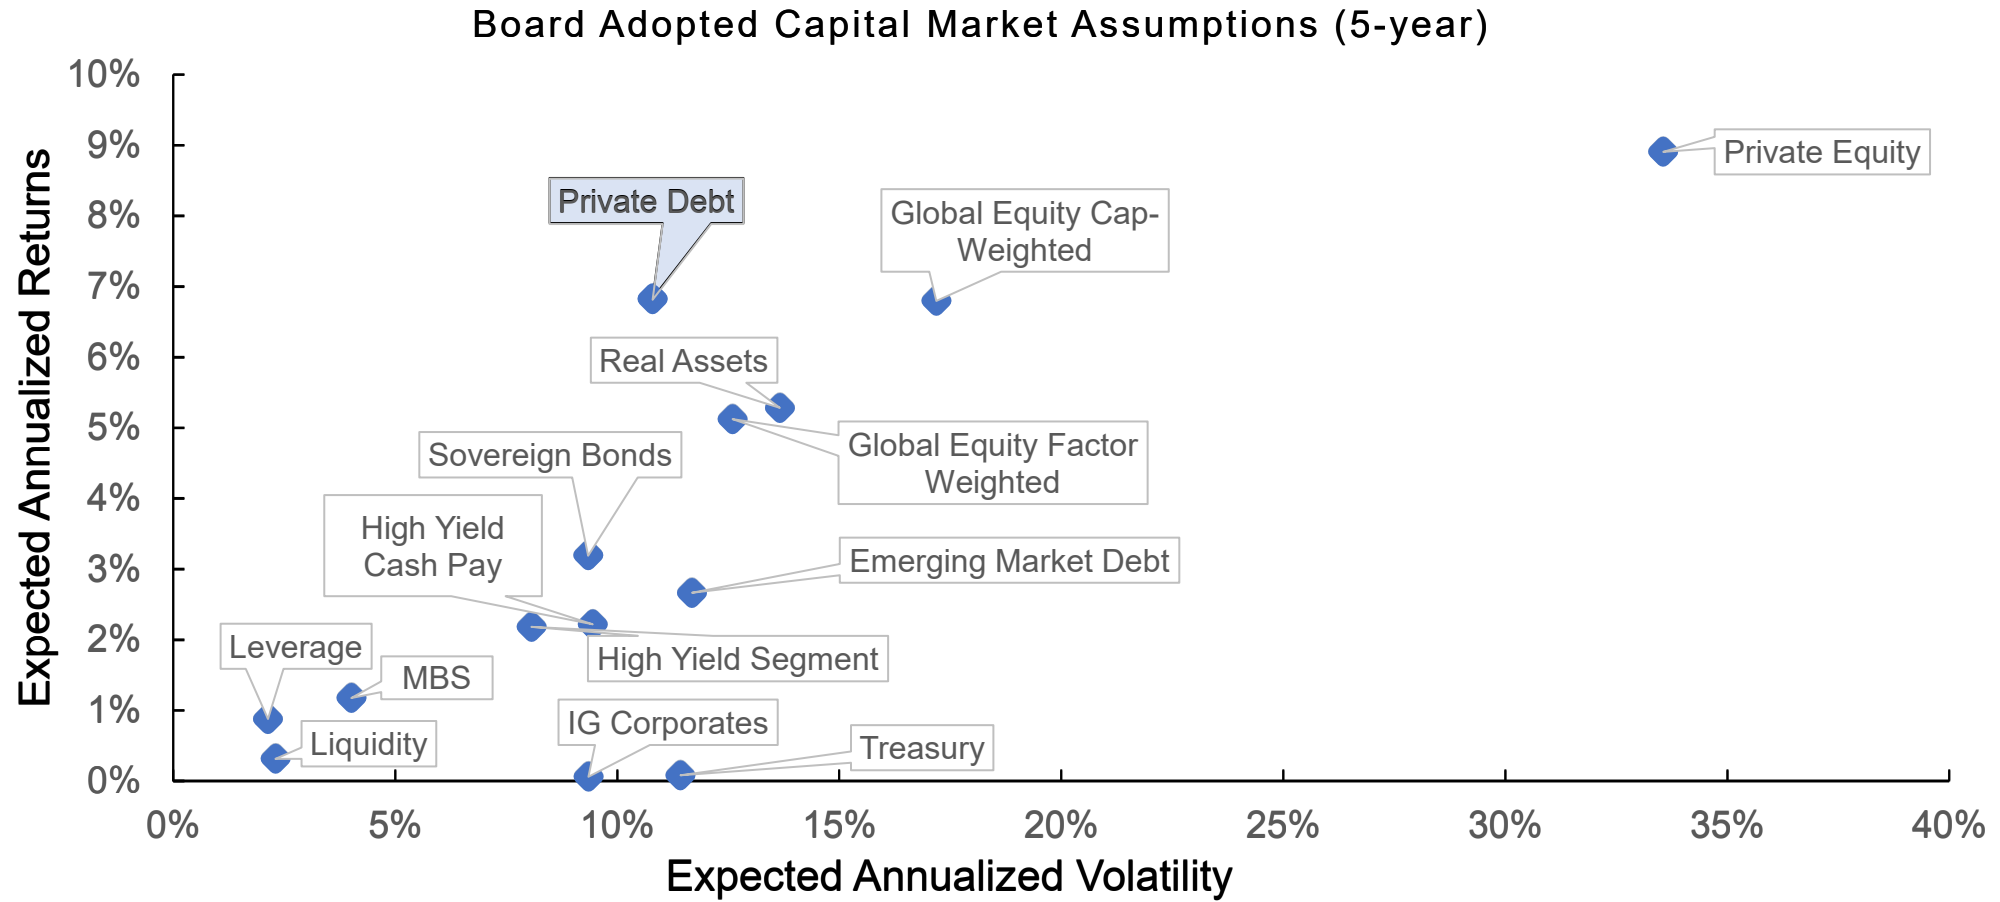 Board Adopted Capital Market Assumptions (5-year)
10%
9%
8%
7%
6%
5%
4%
3%
2%
1%
0%
Expected Annualized Returns
Private Equity
Private Debt
Global Equity Cap-
Weighted
Real Assets
Global Equity Factor
Weighted
Sovereign Bonds
High Yield
Cash Pay
Emerging Market Debt
Leverage
High Yield Segment
MBS
IG Corporates
Liquidity
Treasury
0%
5%
10%
15%
20%
25%
30%
35%
40%
Expected Annualized Volatility